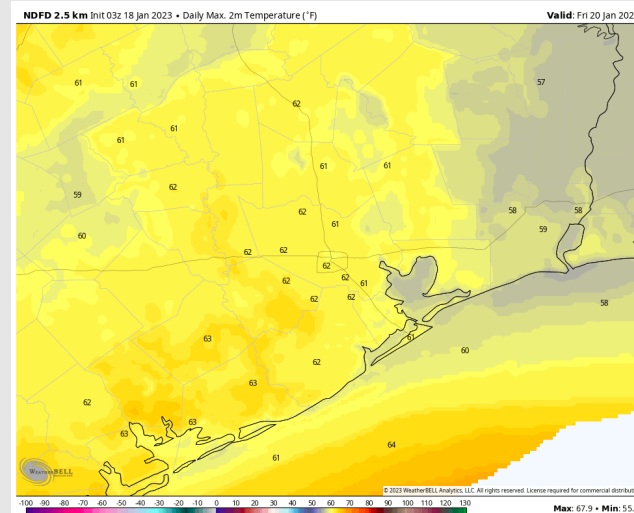 NDFD 2.5 km Init 03z 18 Jan 2023 • Daily Max. 2m Temperature (°F)
Valid: Fri 20 Jan 202
61 61 57
62
61 61
61 61
59 62
62 58 58
61 59
60
62 62
62
62 62 61
62 62 58
63 61
60
62
63
62
63
63
64
61
WeatherBELL
© 2023 WeatherBELL Analytics, LLC. All rights reserved. License required for commercial distribut
-100 -90 -80 -70 -60 -50 -40 -30 -20 -10 0 10 20 30 40 50 60 70 80 90 100 110 120 130
Max: 67.9 • Min: 55.